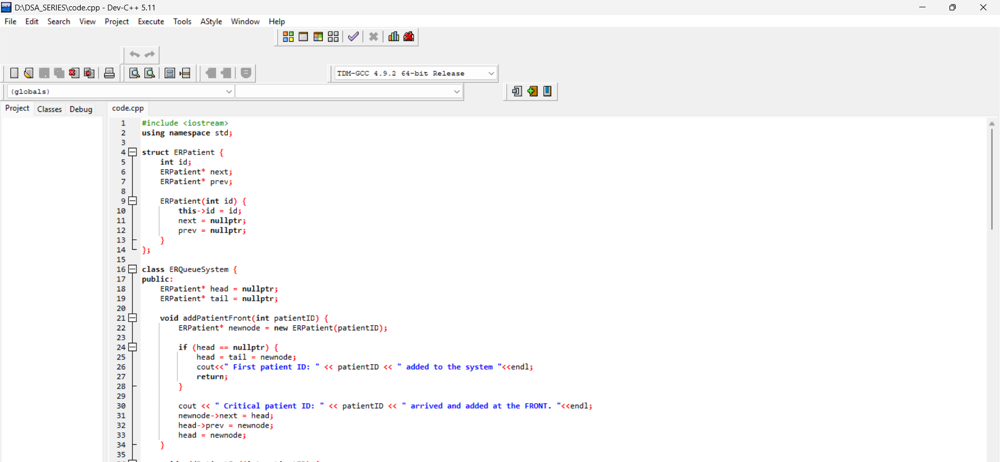 D:\DSA_SERIES\code.cpp - Dev-C++ 5.11
File Edit Search View Project Execute Tools AStyle Window Help
TDM-GCC 4.9.2 64-bit Release
(globals)
Project Classes Debug code.cpp
1 #include <iostream>
2 using namespace std;
3
4 struct ERPatient {
5     int id;
6     ERPatient* next;
7     ERPatient* prev;
8
9     ERPatient(int id) {
10         this->id = id;
11         next = nullptr;
12         prev = nullptr;
13     }
14 };
15
16 class ERQueueSystem {
17 public:
18     ERPatient* head = nullptr;
19     ERPatient* tail = nullptr;
20
21     void addPatientFront(int patientID) {
22         ERPatient* newnode = new ERPatient(patientID);
23
24         if (head == nullptr) {
25             head = tail = newnode;
26             cout<<" First patient ID: " << patientID << " added to the system "<<endl;
27             return;
28         }
29
30         cout << " Critical patient ID: " << patientID << " arrived and added at the FRONT. "<<endl;
31         newnode->next = head;
32         head->prev = newnode;
33         head = newnode;
34     }
35